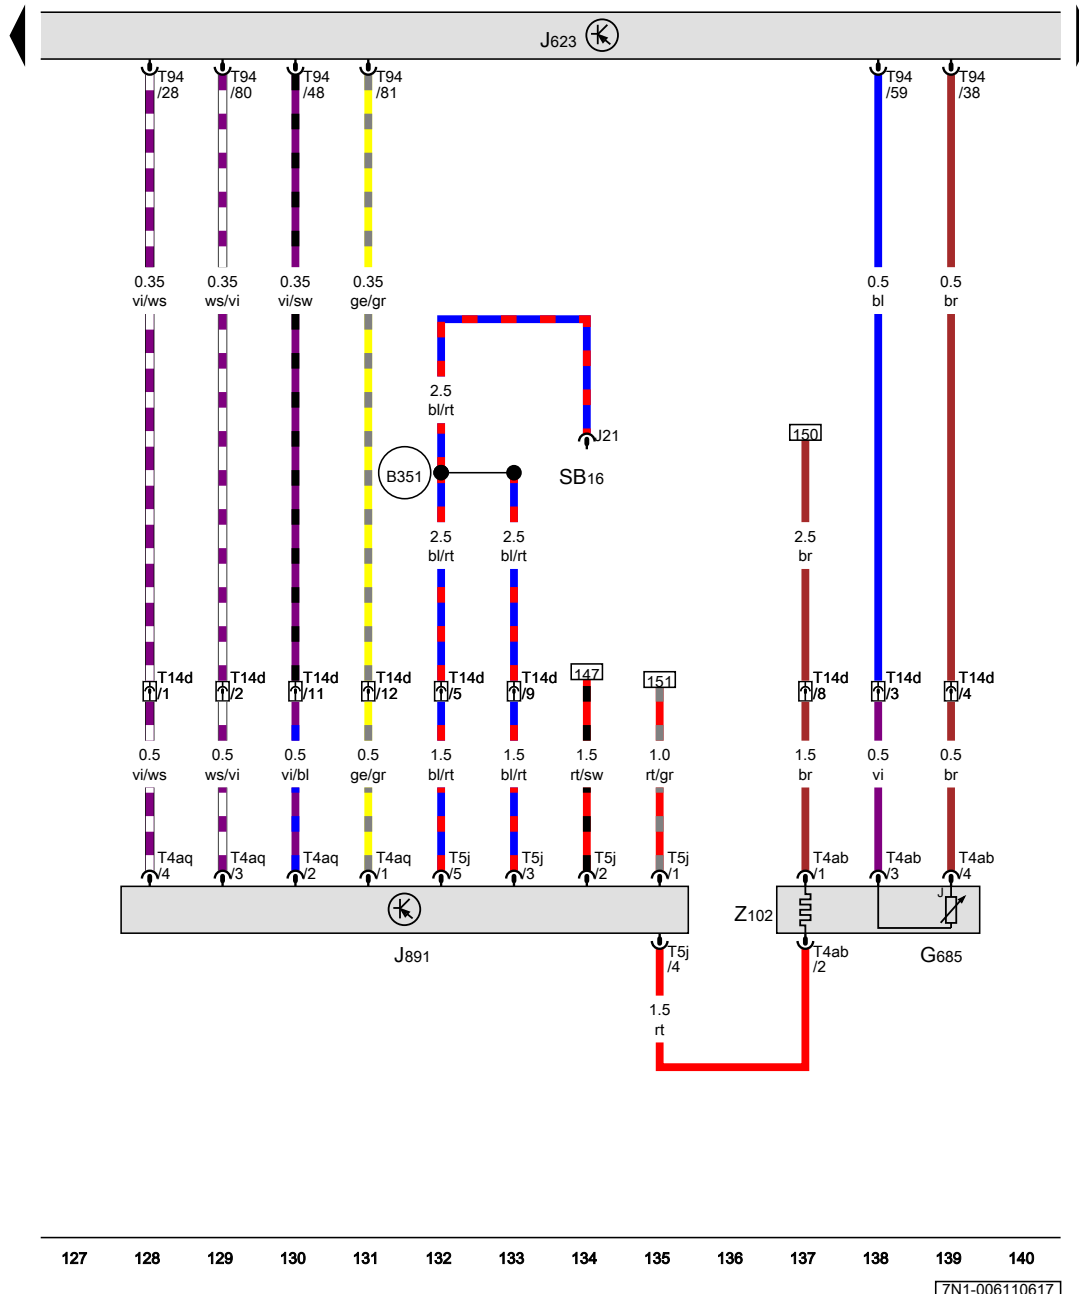 J623
T94 T94 T94 T94 T94 T94
/28 /80 /48 /81 /59 /38
0.35 0.35 0.35 0.35 0.5 0.5
vi/ws ws/vi vi/sw ge/gr bl br
2.5
bl/rt
J21
150
B351
SB16
2.5 2.5 2.5
bl/rt bl/rt br
147
151
T14d T14d T14d T14d T14d T14d T14d T14d T14d
/1 /2 /11 /12 /5 /9 /8 /3 /4
0.5 0.5 0.5 0.5 1.5 1.5 1.5 1.0 1.5 0.5 0.5
vi/ws ws/vi vi/bl ge/gr bl/rt bl/rt rt/sw rt/gr br vi br
T4aq T4aq T4aq T4aq T5j T5j T5j T5j T4ab T4ab T4ab
/4 /3 /2 /1 /5 /3 /2 /1 /1 /3 /4
J
Z102
J891
T5j
/4
T4ab
/2
G685
1.5
rt
127 128 129 130 131 132 133 134 135 136 137 138 139 140
7N1-006110617